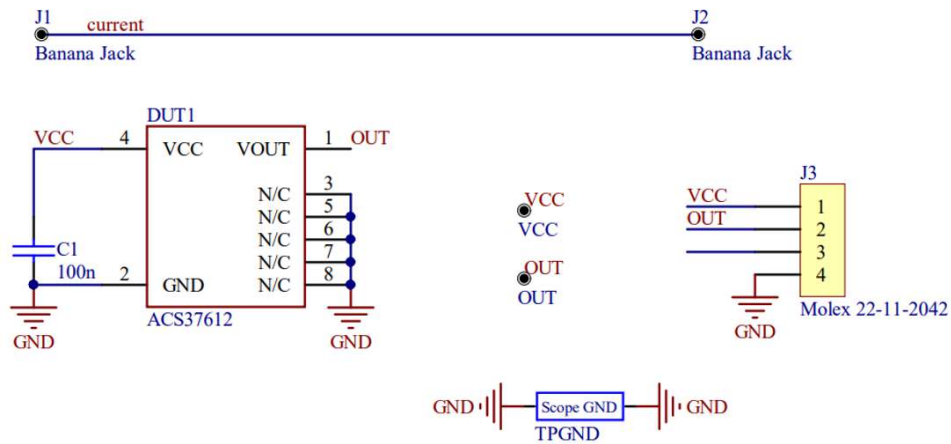 J1
J2
current
Banana Jack
Banana Jack
DUT1
VCC
4
VCC
VOUT
1
OUT
N/C
3
N/C
5
N/C
6
N/C
7
N/C
8
C1
100n
2
GND
GND
ACS37612
GND
VCC
VCC
OUT
OUT
J3
VCC
1
OUT
2
3
4
GND
Molex 22-11-2042
GND
Scope GND
GND
TPGND